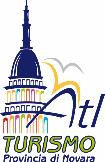 Atl
TURISMO
Provincia di Novara